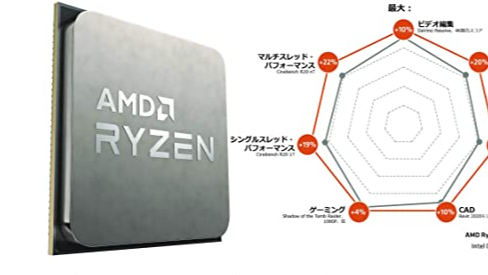 最大：
+10%
ビデオ編集
マルチスレッド・
パフォーマンス
Cinebench R20 nT
+22%
+20%
AMD
RYZEN
シングルスレッド・
パフォーマンス
Cinebench R20 1T
+19%
ゲーミング
Shadow of the Tomb Raider,
1080P, 高
+4%
+10%
CAD
AMD Ry
Intel